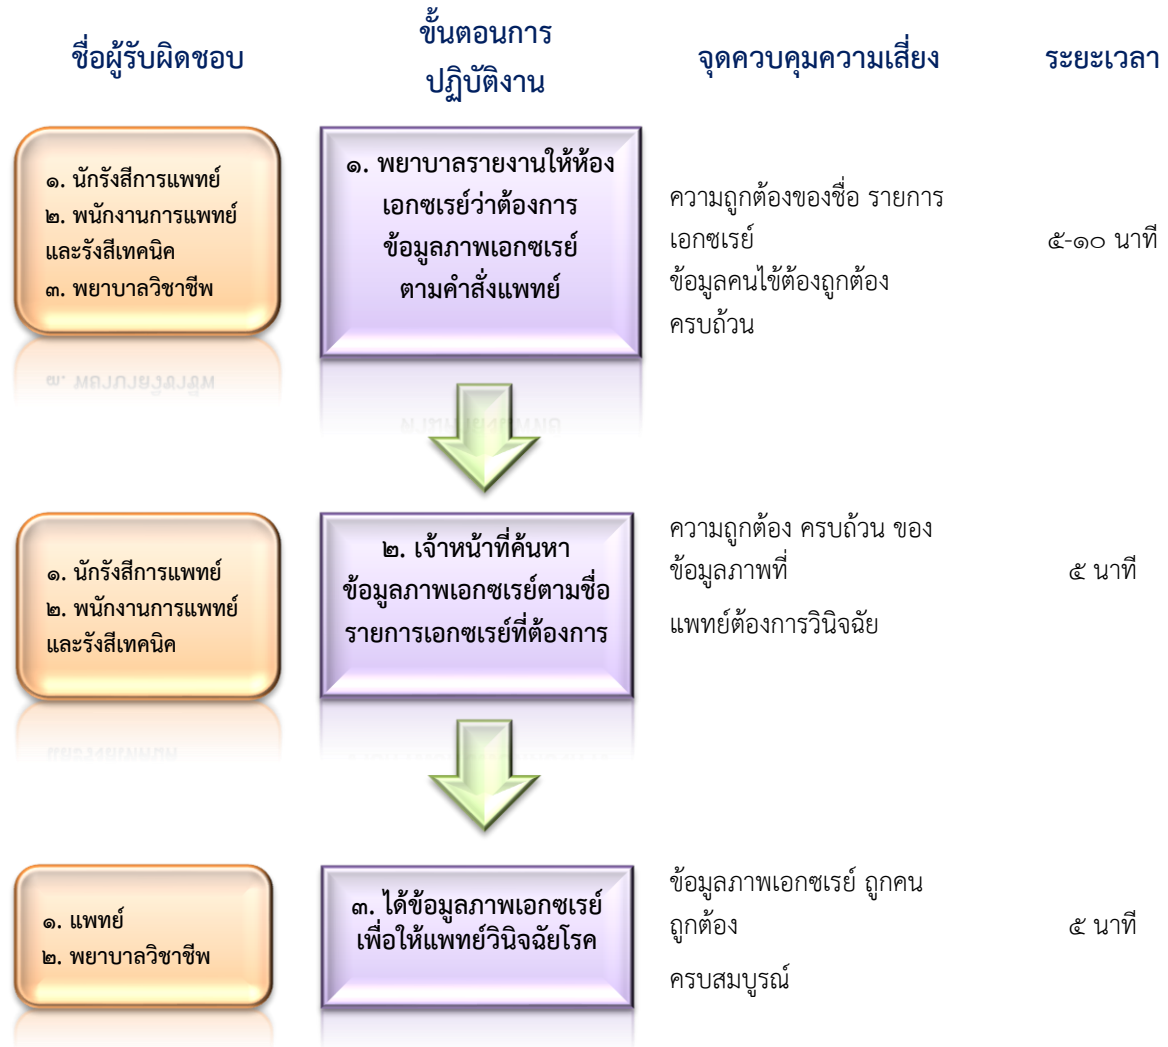 ชื่อผู้รับผิดชอบ
ขั้นตอนการ
ปฏิบัติงาน
จุดควบคุมความเสี่ยง
ระยะเวลา
๑. นักรังสีการแพทย์
๒. พนักงานการแพทย์
และรังสีเทคนิค
๓. พยาบาลวิชาชีพ
๑. พยาบาลรายงานให้ห้อง
เอกซเรย์ว่าต้องการ
ข้อมูลภาพเอกซเรย์
ตามคำสั่งแพทย์
ความถูกต้องของชื่อ รายการ
เอกซเรย์
ข้อมูลคนไข้ต้องถูกต้อง
ครบถ้วน
๕-๑๐ นาที
๑. นักรังสีการแพทย์
๒. พนักงานการแพทย์
และรังสีเทคนิค
๒. เจ้าหน้าที่ค้นหา
ข้อมูลภาพเอกซเรย์ตามชื่อ
รายการเอกซเรย์ที่ต้องการ
ความถูกต้อง ครบถ้วน ของ
ข้อมูลภาพที่
แพทย์ต้องการวินิจฉัย
๕ นาที
๑. แพทย์
๒. พยาบาลวิชาชีพ
๓. ได้ข้อมูลภาพเอกซเรย์
เพื่อให้แพทย์วินิจฉัยโรค
ข้อมูลภาพเอกซเรย์ ถูกคน
ถูกต้อง
ครบสมบูรณ์
๕ นาที